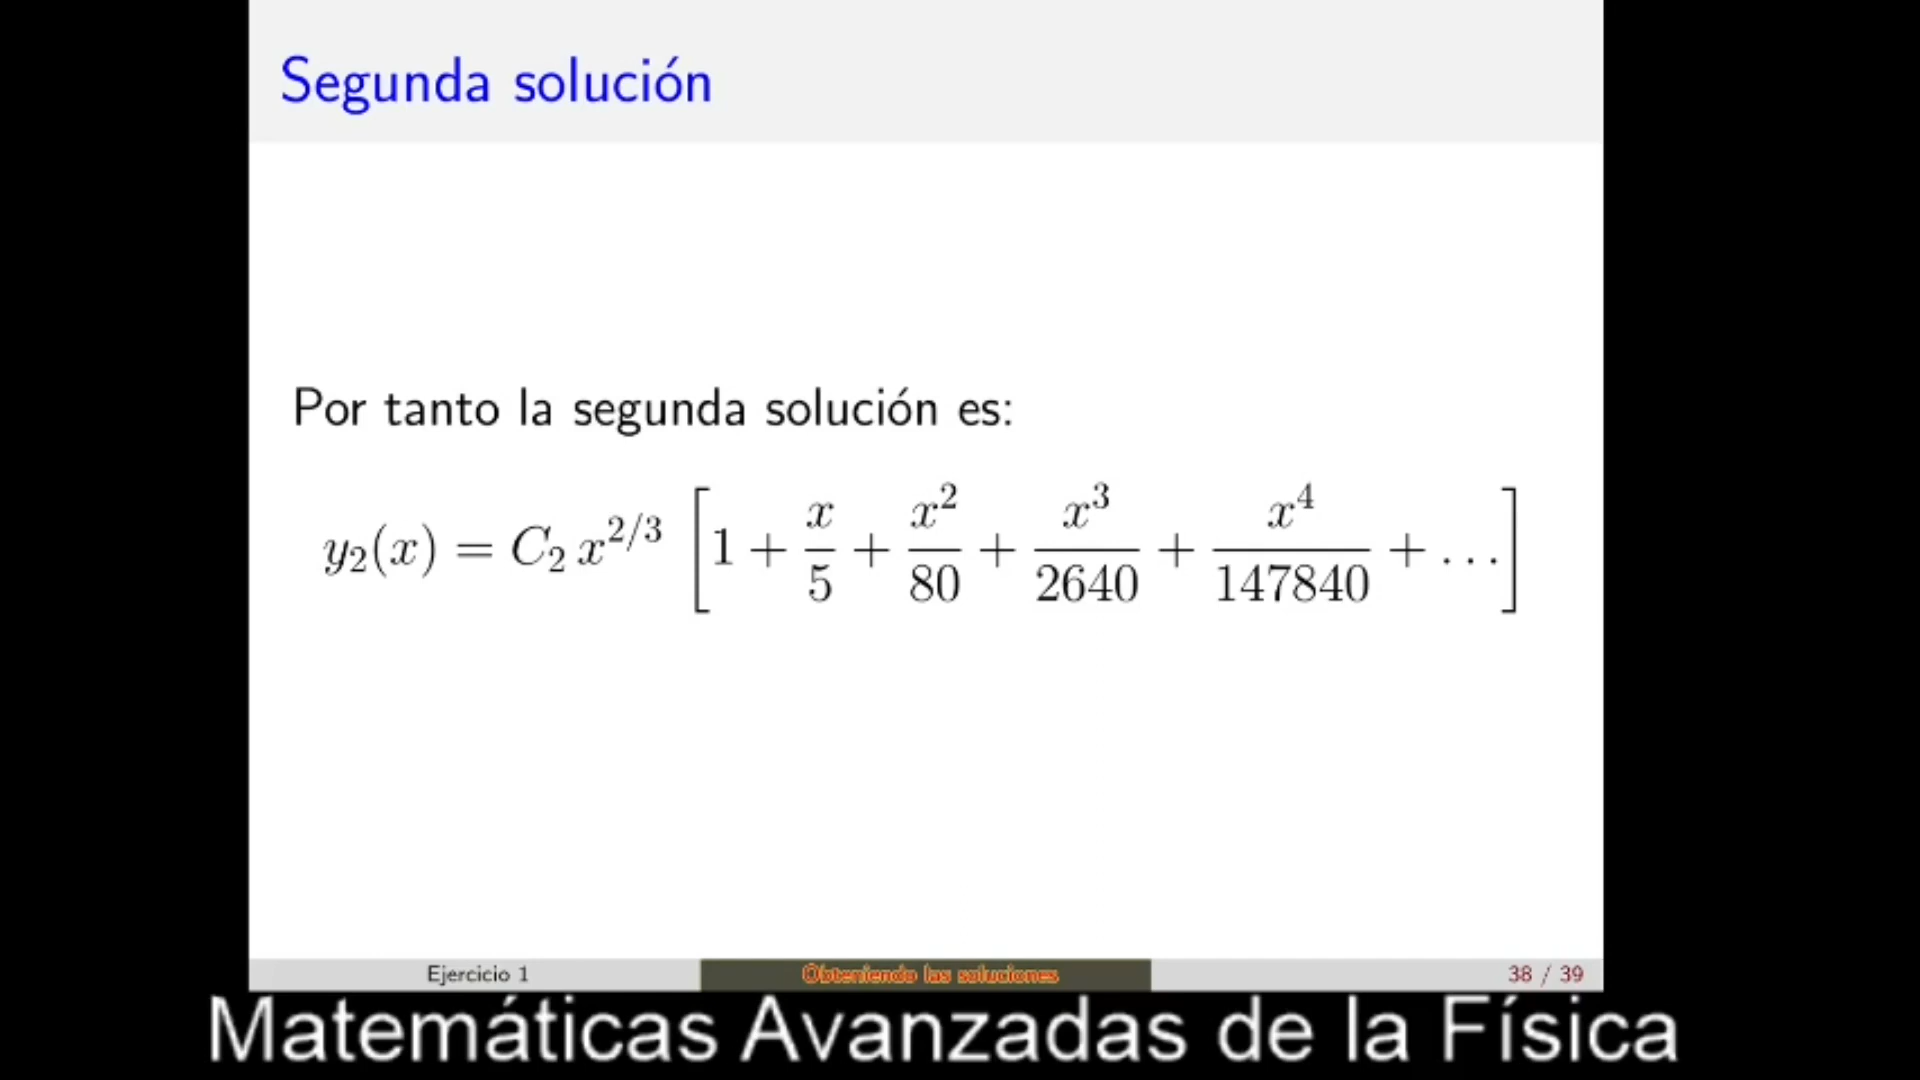 Segunda solución
Por tanto la segunda solución es:
y₂(x) = C₂ x^{2/3} [1 + x/5 + x²/80 + x³/2640 + x⁴/147840 + ...]
Ejercicio 1 Obteniendo las soluciones 38 / 39
Matemáticas Avanzadas de la Física